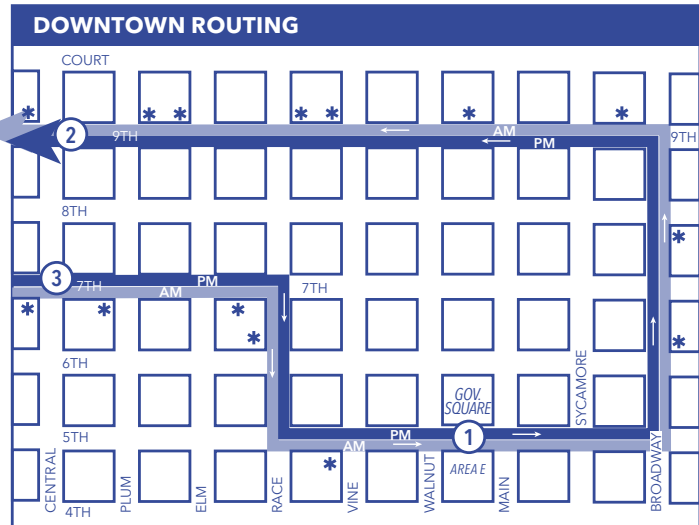 DOWNTOWN ROUTING
COURT
* * * * * * *
2 9TH AM 9TH
PM
8TH
*
3 7TH PM 7TH
AM
* * * *
*
6TH
SYCAMORE
GOV.
SQUARE
5TH PM 1
AM
* AREA E
CENTRAL PLUM ELM RACE VINE WALNUT MAIN BROADWAY
4TH